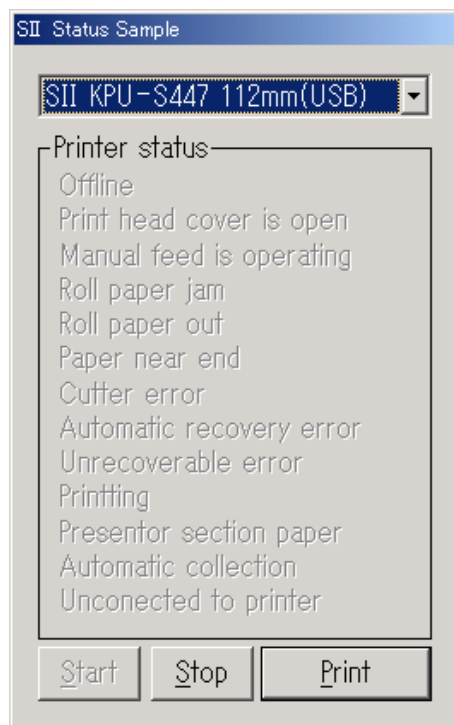 SII Status Sample
SII KPU-S447 112mm(USB)
Printer status
Offline
Print head cover is open
Manual feed is operating
Roll paper jam
Roll paper out
Paper near end
Cutter error
Automatic recovery error
Unrecoverable error
Printting
Presentor section paper
Automatic collection
Unconected to printer
Start Stop Print